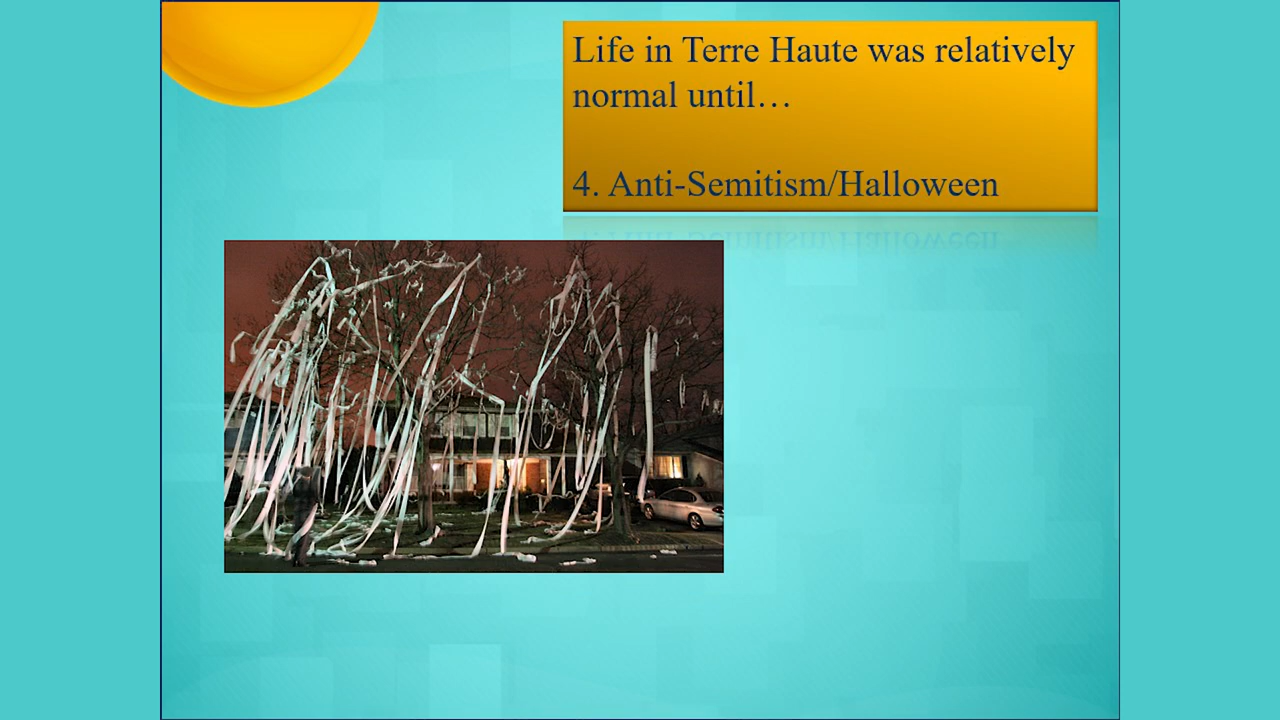 Life in Terre Haute was relatively
normal until…
4. Anti-Semitism/Halloween